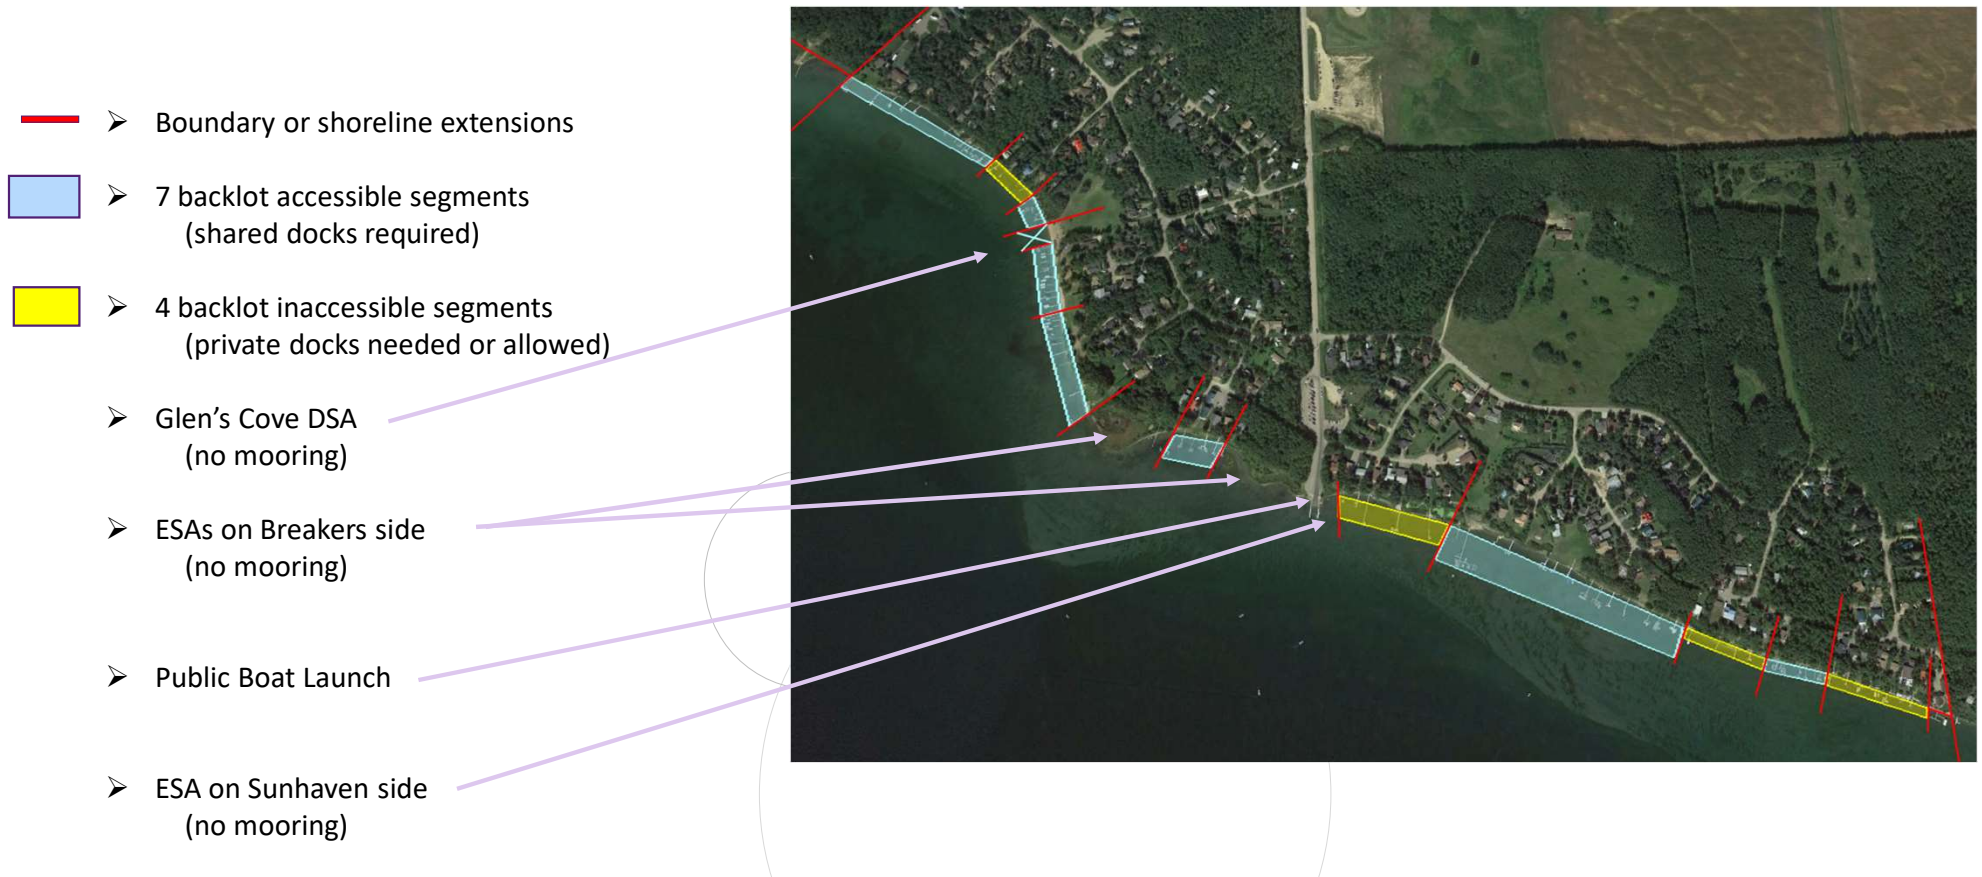 ➢ Boundary or shoreline extensions
➢ 7 backlot accessible segments
(shared docks required)
➢ 4 backlot inaccessible segments
(private docks needed or allowed)
➢ Glen’s Cove DSA
(no mooring)
➢ ESAs on Breakers side
(no mooring)
➢ Public Boat Launch
➢ ESA on Sunhaven side
(no mooring)